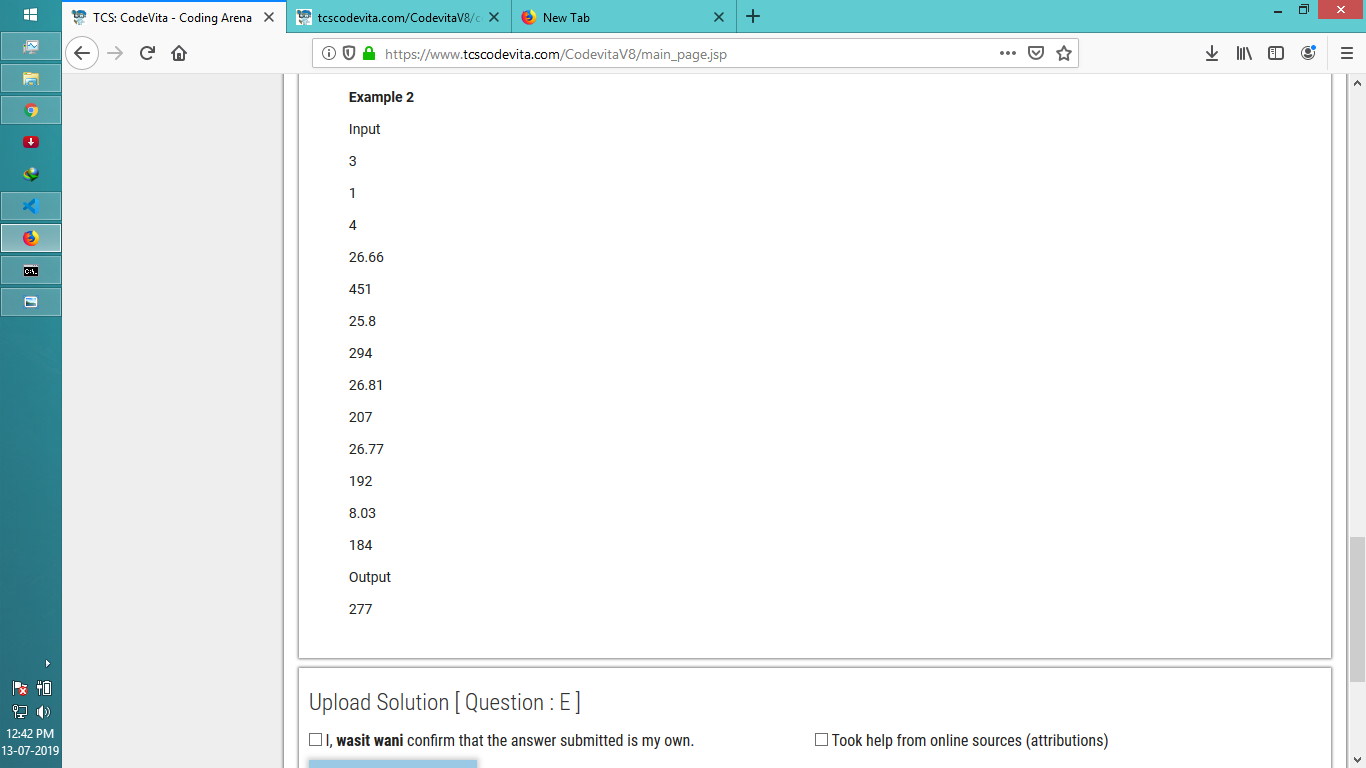 TCS: CodeVita - Coding Arena
tcscodevita.com/CodevitaV8/
New Tab
https://www.tcscodevita.com/CodevitaV8/main_page.jsp
Example 2
Input
3
1
4
26.66
451
25.8
294
26.81
207
26.77
192
8.03
184
Output
277
Upload Solution [ Question : E ]
I, wasit wani confirm that the answer submitted is my own.
Took help from online sources (attributions)
12:42 PM
13-07-2019